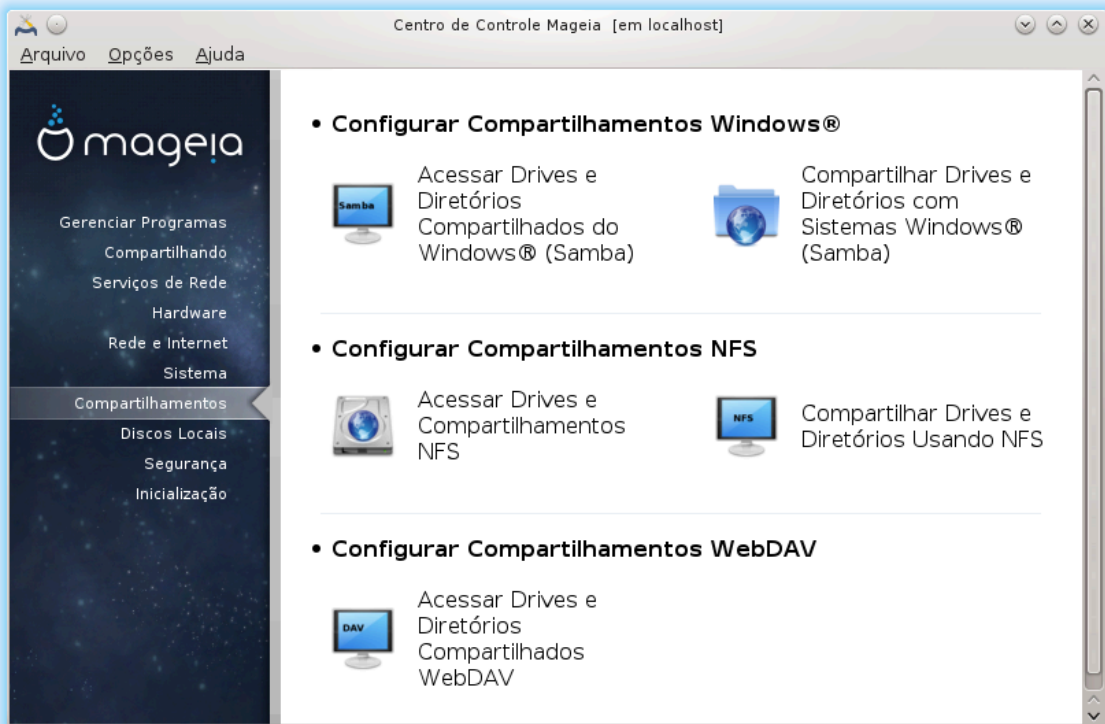 Centro de Controle Mageia [em localhost]
Arquivo Opções Ajuda
mageia
Gerenciar Programas
Compartilhando
Serviços de Rede
Hardware
Rede e Internet
Sistema
Compartilhamentos
Discos Locais
Segurança
Inicialização
• Configurar Compartilhamentos Windows®
Samba
Acessar Drives e
Diretórios
Compartilhados do
Windows® (Samba)
Compartilhar Drives e
Diretórios com
Sistemas Windows®
(Samba)
• Configurar Compartilhamentos NFS
Acessar Drives e
Compartilhamentos
NFS
NFS
Compartilhar Drives e
Diretórios Usando NFS
• Configurar Compartilhamentos WebDAV
DAV
Acessar Drives e
Diretórios
Compartilhados
WebDAV